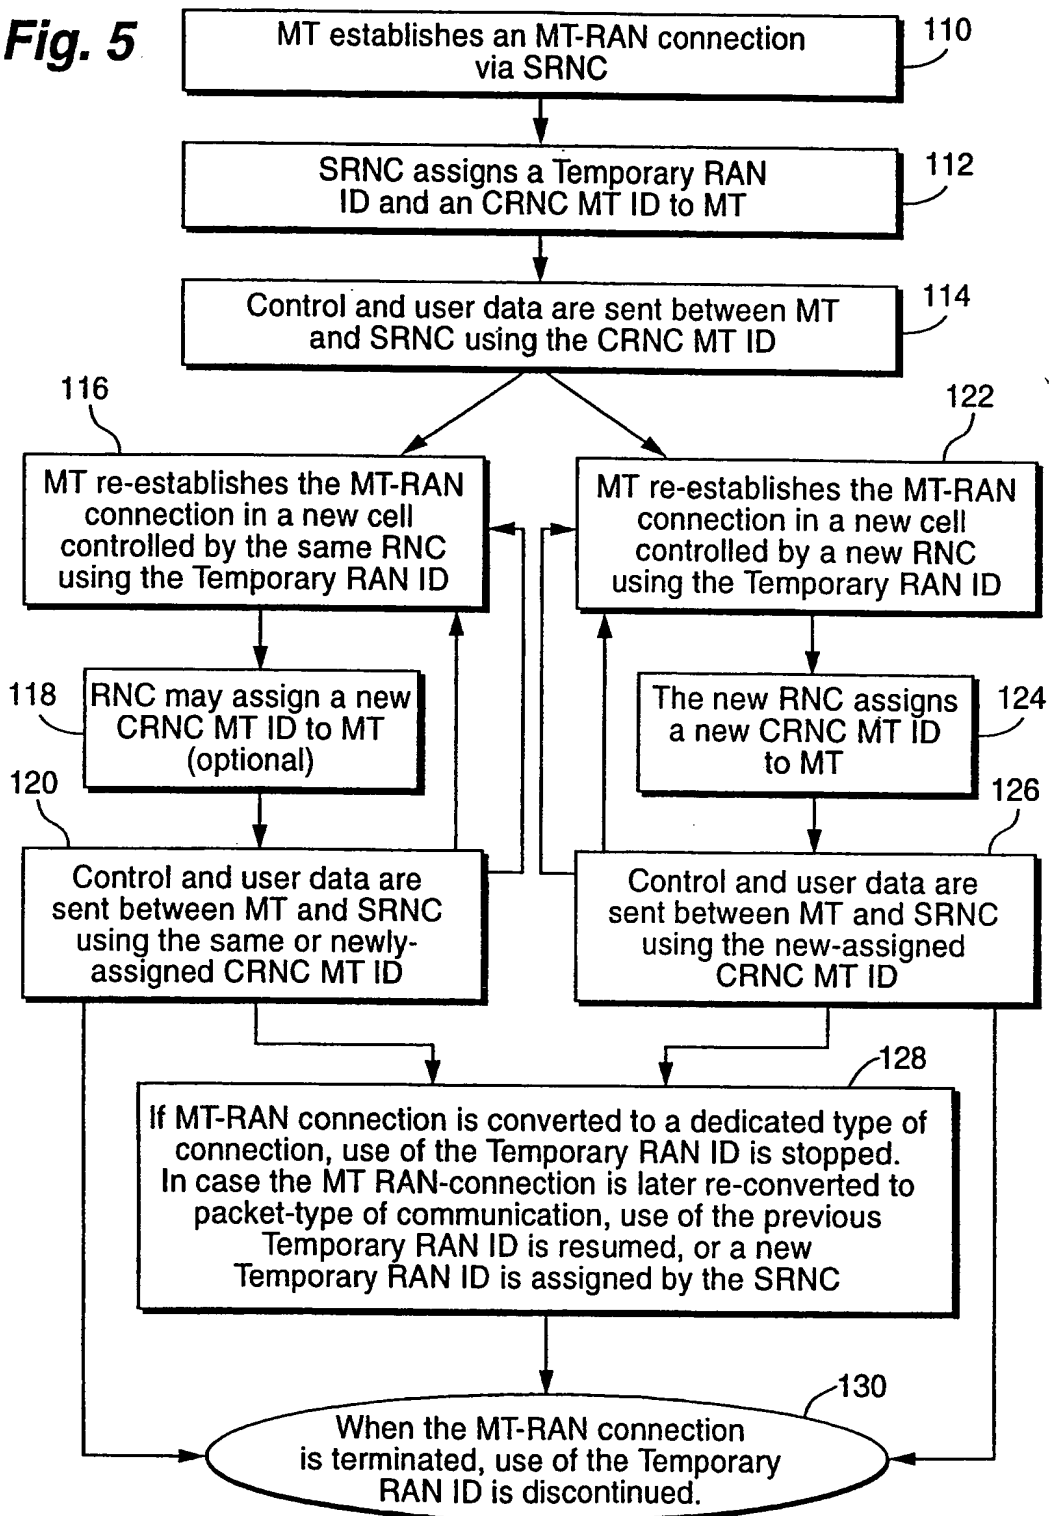 Fig. 5
MT establishes an MT-RAN connection
via SRNC
110
SRNC assigns a Temporary RAN
ID and an CRNC MT ID to MT
112
Control and user data are sent between MT
and SRNC using the CRNC MT ID
114
116
MT re-establishes the MT-RAN
connection in a new cell
controlled by the same RNC
using the Temporary RAN ID
122
MT re-establishes the MT-RAN
connection in a new cell
controlled by a new RNC
using the Temporary RAN ID
118
RNC may assign a new
CRNC MT ID to MT
(optional)
The new RNC assigns
a new CRNC MT ID
to MT
124
120
Control and user data are
sent between MT and SRNC
using the same or newly-
assigned CRNC MT ID
126
Control and user data are
sent between MT and SRNC
using the new-assigned
CRNC MT ID
128
If MT-RAN connection is converted to a dedicated type of
connection, use of the Temporary RAN ID is stopped.
In case the MT RAN-connection is later re-converted to
packet-type of communication, use of the previous
Temporary RAN ID is resumed, or a new
Temporary RAN ID is assigned by the SRNC
130
When the MT-RAN connection
is terminated, use of the Temporary
RAN ID is discontinued.